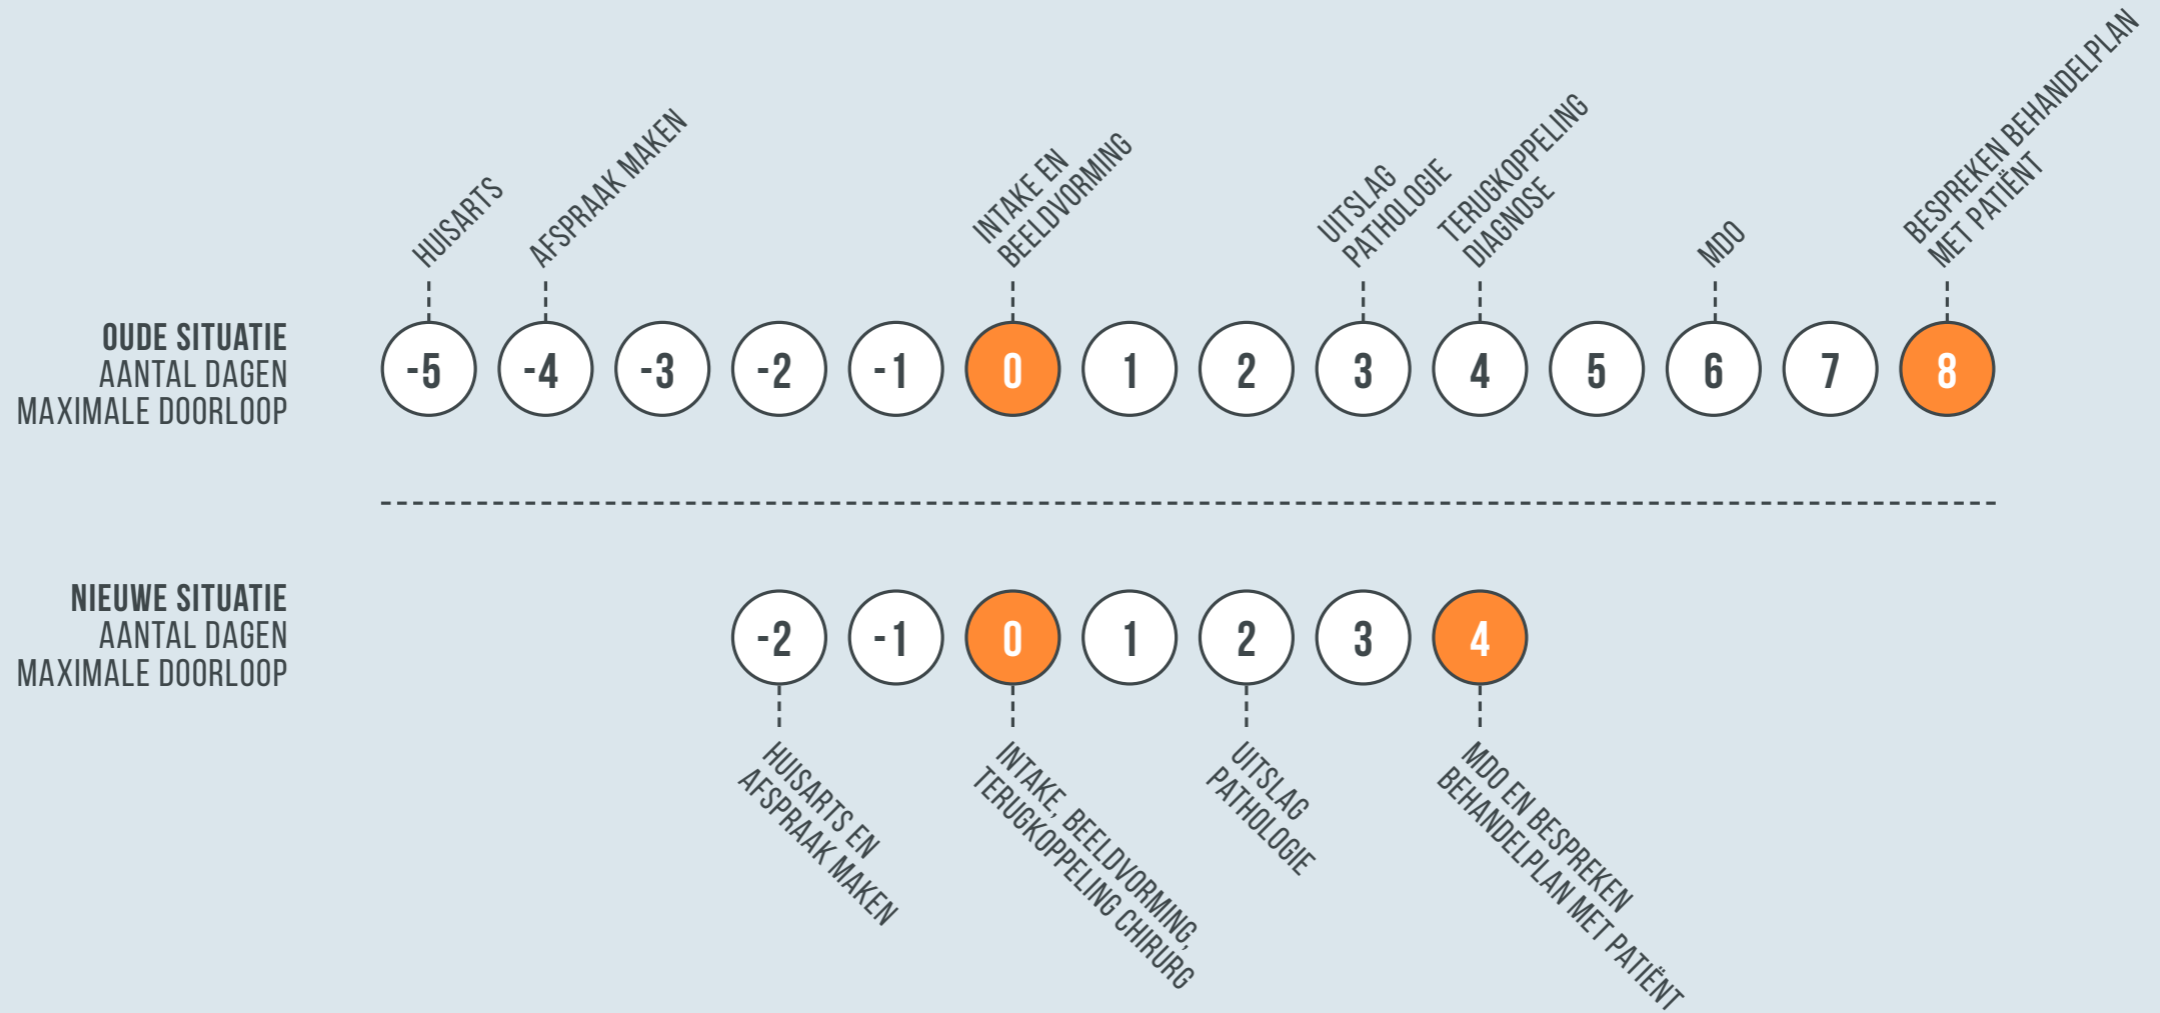 HUISARTS
AFSPRAAK MAKEN
INTAKE EN
BEELDVORMING
UITSLAG
PATHOLOGIE
TERUGKOPPELING
DIAGNOSE
MDO
BESPREKEN BEHANDELPLAN
MET PATIËNT
OUDE SITUATIE
AANTAL DAGEN
MAXIMALE DOORLOOP
-5 -4 -3 -2 -1 0 1 2 3 4 5 6 7 8
NIEUWE SITUATIE
AANTAL DAGEN
MAXIMALE DOORLOOP
-2 -1 0 1 2 3 4
HUISARTS EN
AFSPRAAK MAKEN
INTAKE, BEELDVORMING,
TERUGKOPPELING CHIRURG
UITSLAG
PATHOLOGIE
MDO EN BESPREKEN
BEHANDELPLAN MET PATIËNT